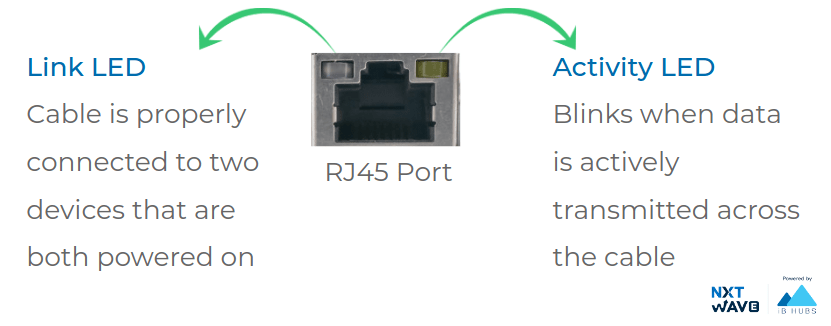 Link LED
Cable is properly
connected to two
devices that are
both powered on
RJ45 Port
Activity LED
Blinks when data
is actively
transmitted across
the cable
NXT
WAVE
Powered by
iB HUBS